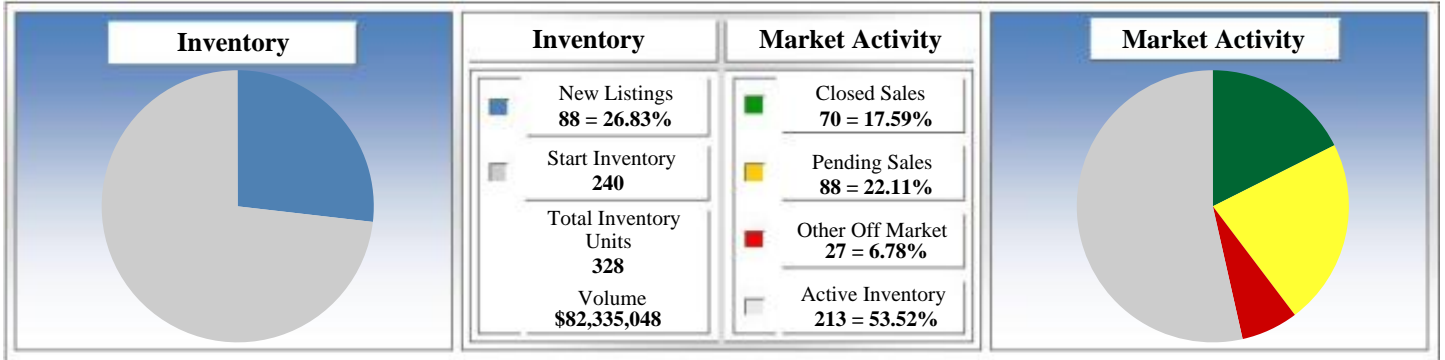 Inventory
Inventory
New Listings
88 = 26.83%
Start Inventory
240
Total Inventory
Units
328
Volume
$82,335,048
Market Activity
Closed Sales
70 = 17.59%
Pending Sales
88 = 22.11%
Other Off Market
27 = 6.78%
Active Inventory
213 = 53.52%
Market Activity